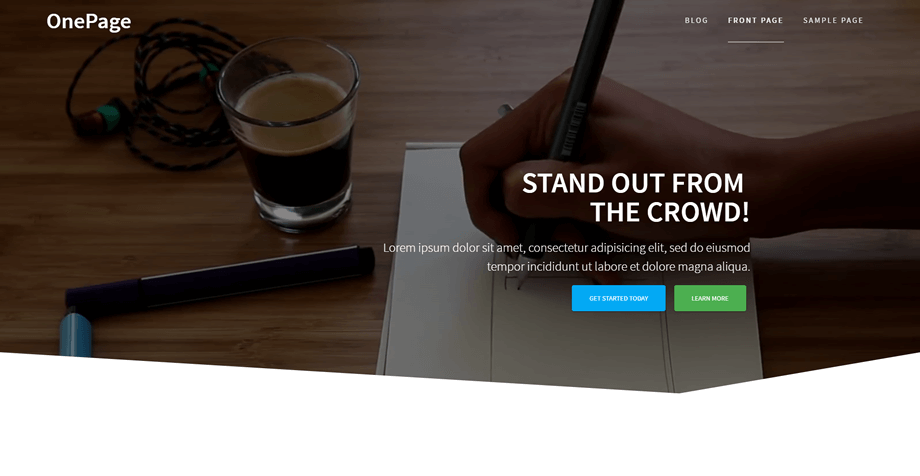 OnePage
BLOG
FRONT PAGE
SAMPLE PAGE
STAND OUT FROM
THE CROWD!
Lorem ipsum dolor sit amet, consectetur adipisicing elit, sed do eiusmod
tempor incididunt ut labore et dolore magna aliqua.
GET STARTED TODAY
LEARN MORE